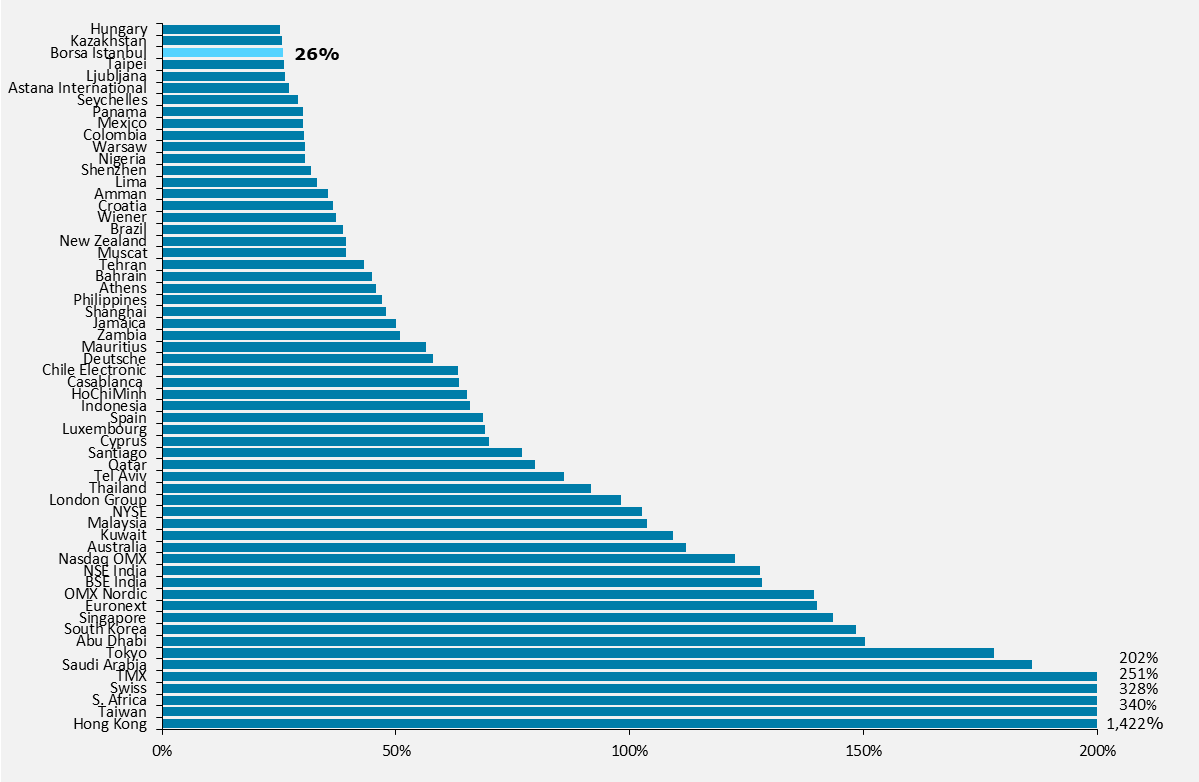 Hungary
Kazakhstan
Borsa Istanbul
26%
Taipei
Ljubljana
Astana International
Seychelles
Panama
Mexico
Colombia
Warsaw
Nigeria
Shenzhen
Lima
Amman
Croatia
Wiener
Brazil
New Zealand
Muscat
Tehran
Bahrain
Athens
Philippines
Shanghai
Jamaica
Zambia
Mauritius
Deutsche
Chile Electronic
Casablanca
HoChiMinh
Indonesia
Spain
Luxembourg
Cyprus
Santiago
Qatar
Tel Aviv
Thailand
London Group
NYSE
Malaysia
Kuwait
Australia
Nasdaq OMX
NSE India
BSE India
OMX Nordic
Euronext
Singapore
South Korea
Abu Dhabi
Tokyo
Saudi Arabia
TMX
Swiss
S. Africa
Taiwan
Hong Kong
202%
251%
328%
340%
1,422%
0%
50%
100%
150%
200%